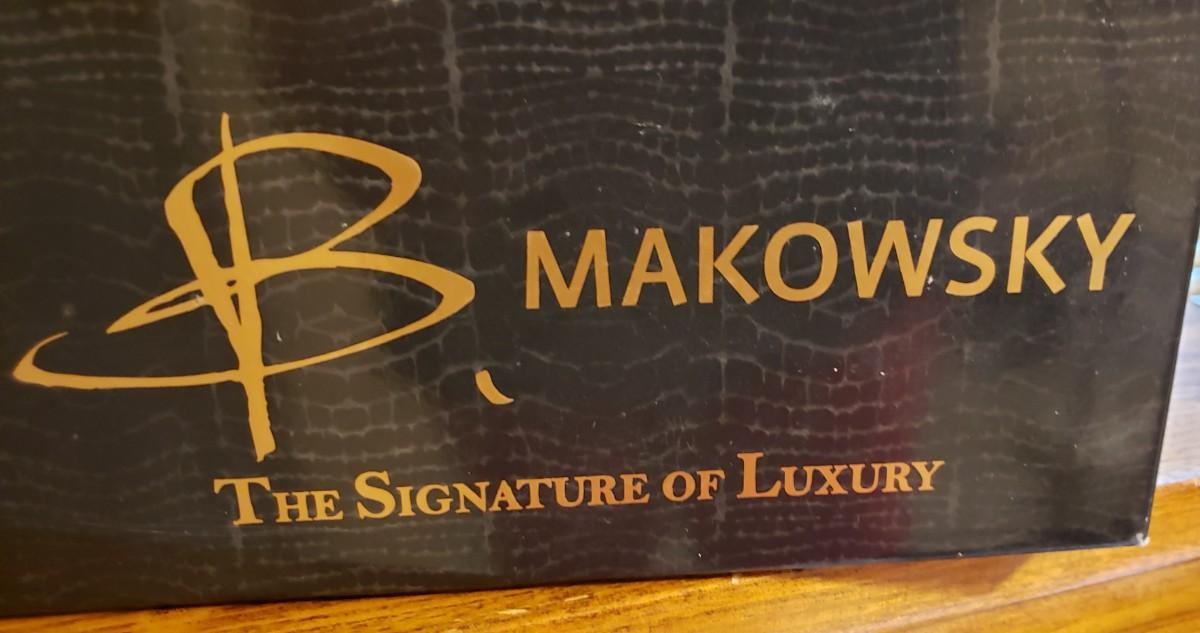 B. MAKOWSKY
THE SIGNATURE OF LUXURY